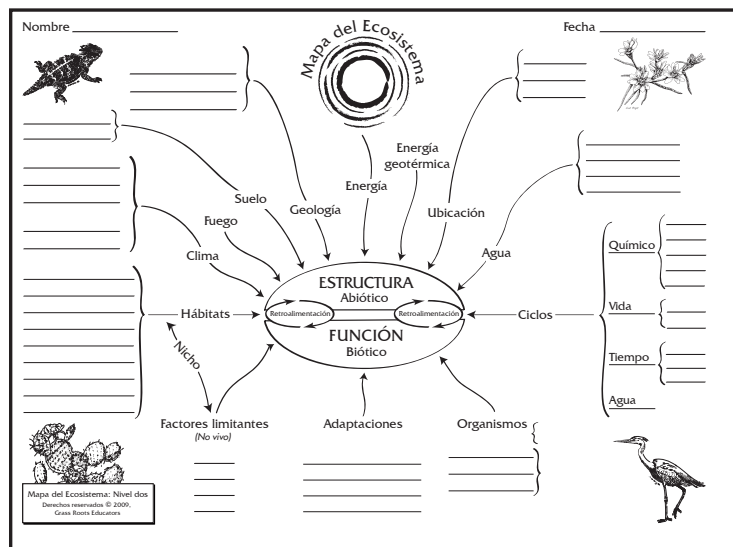 Nombre
Fecha
Mapa del Ecosistema
Energía
geotérmica
Energía
Suelo
Geología
Ubicación
Fuego
Clima
Agua
Químico
ESTRUCTURA
Abiótico
Hábitats
Retroalimentación
Retroalimentación
Ciclos
Vida
FUNCIÓN
Biótico
Nicho
Tiempo
Agua
Factores limitantes
(No vivo)
Adaptaciones
Organismos
Mapa del Ecosistema: Nivel dos
Derechos reservados © 2009,
Grass Roots Educators